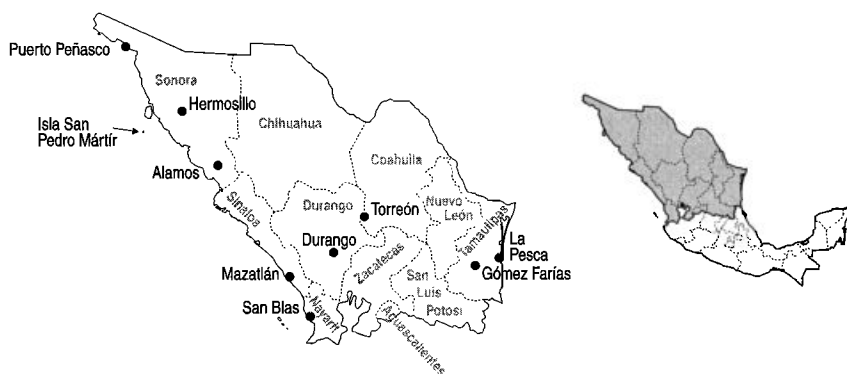 Puerto Peñasco
Sonora
Hermosillo
Chihuahua
Isla San
Pedro Mártír
Coahuila
Alamos
Sinaloa
Durango
Nuevo
León
Torreón
Tamaulipas
Durango
La
Pesca
Zacatecas
Gómez Farías
Mazatlán
San
Luis
Potosí
San Blas
Nayarit
Aguascalientes